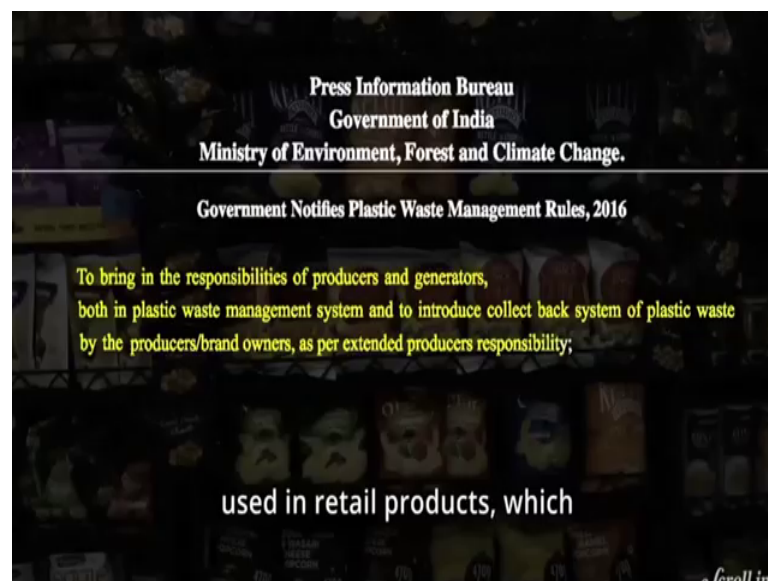 Press Information Bureau
Government of India
Ministry of Environment, Forest and Climate Change.
Government Notifies Plastic Waste Management Rules, 2016
To bring in the responsibilities of producers and generators,
both in plastic waste management system and to introduce collect back system of plastic waste
by the producers/brand owners, as per extended producers responsibility;
used in retail products, which